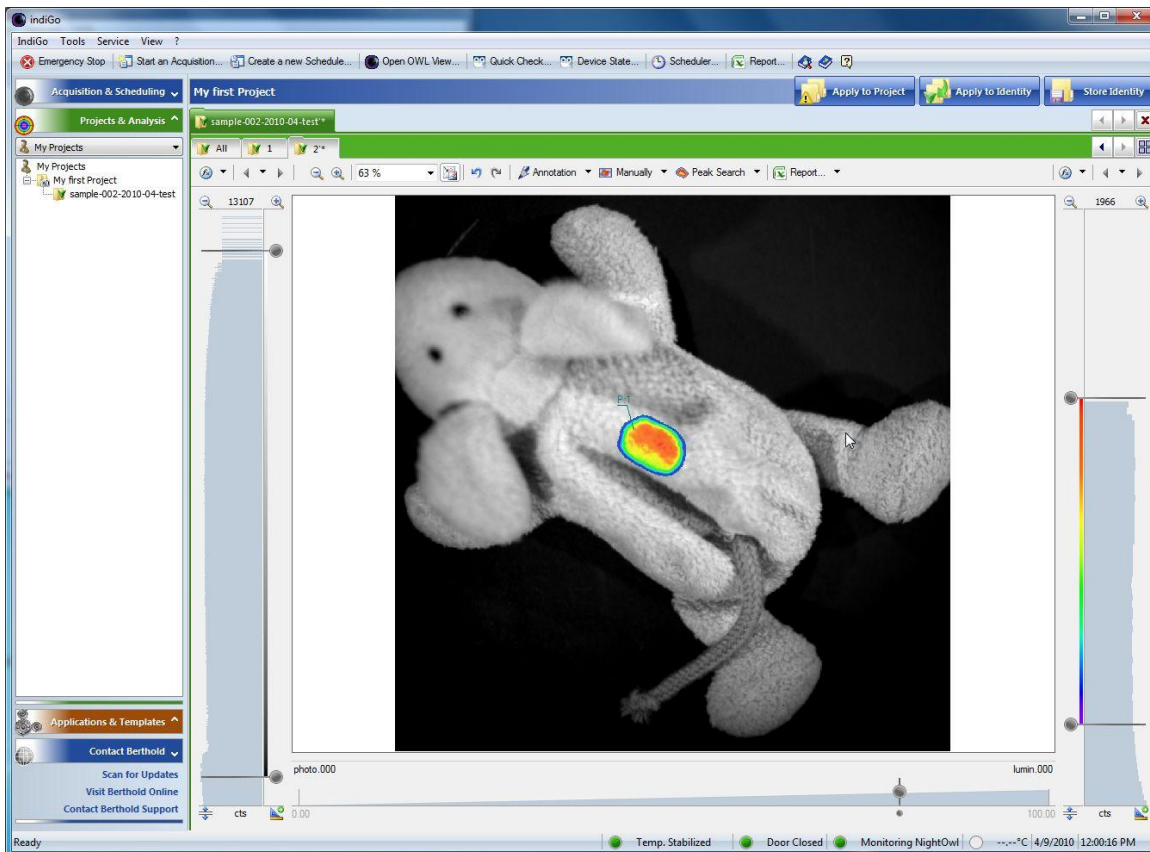 indiGo
IndiGo Tools Service View ?
Emergency Stop Start an Acquisition... Create a new Schedule... Open OWL View... Quick Check... Device State... Scheduler... Report...
Acquisition & Scheduling
My first Project
Apply to Project
Apply to Identity
Store Identity
Projects & Analysis
sample-002-2010-04-test'*
My Projects
All
1
2'*
My Projects
My first Project
sample-002-2010-04-test
63 %
Annotation
Manually
Peak Search
Report...
13107
1966
P-1
Applications & Templates
Contact Berthold
Scan for Updates
Visit Berthold Online
Contact Berthold Support
photo.000
lumin.000
cts
0.00
100.00
cts
Ready
Temp. Stabilized
Door Closed
Monitoring NightOwl
--,--°C
4/9/2010
12:00:16 PM